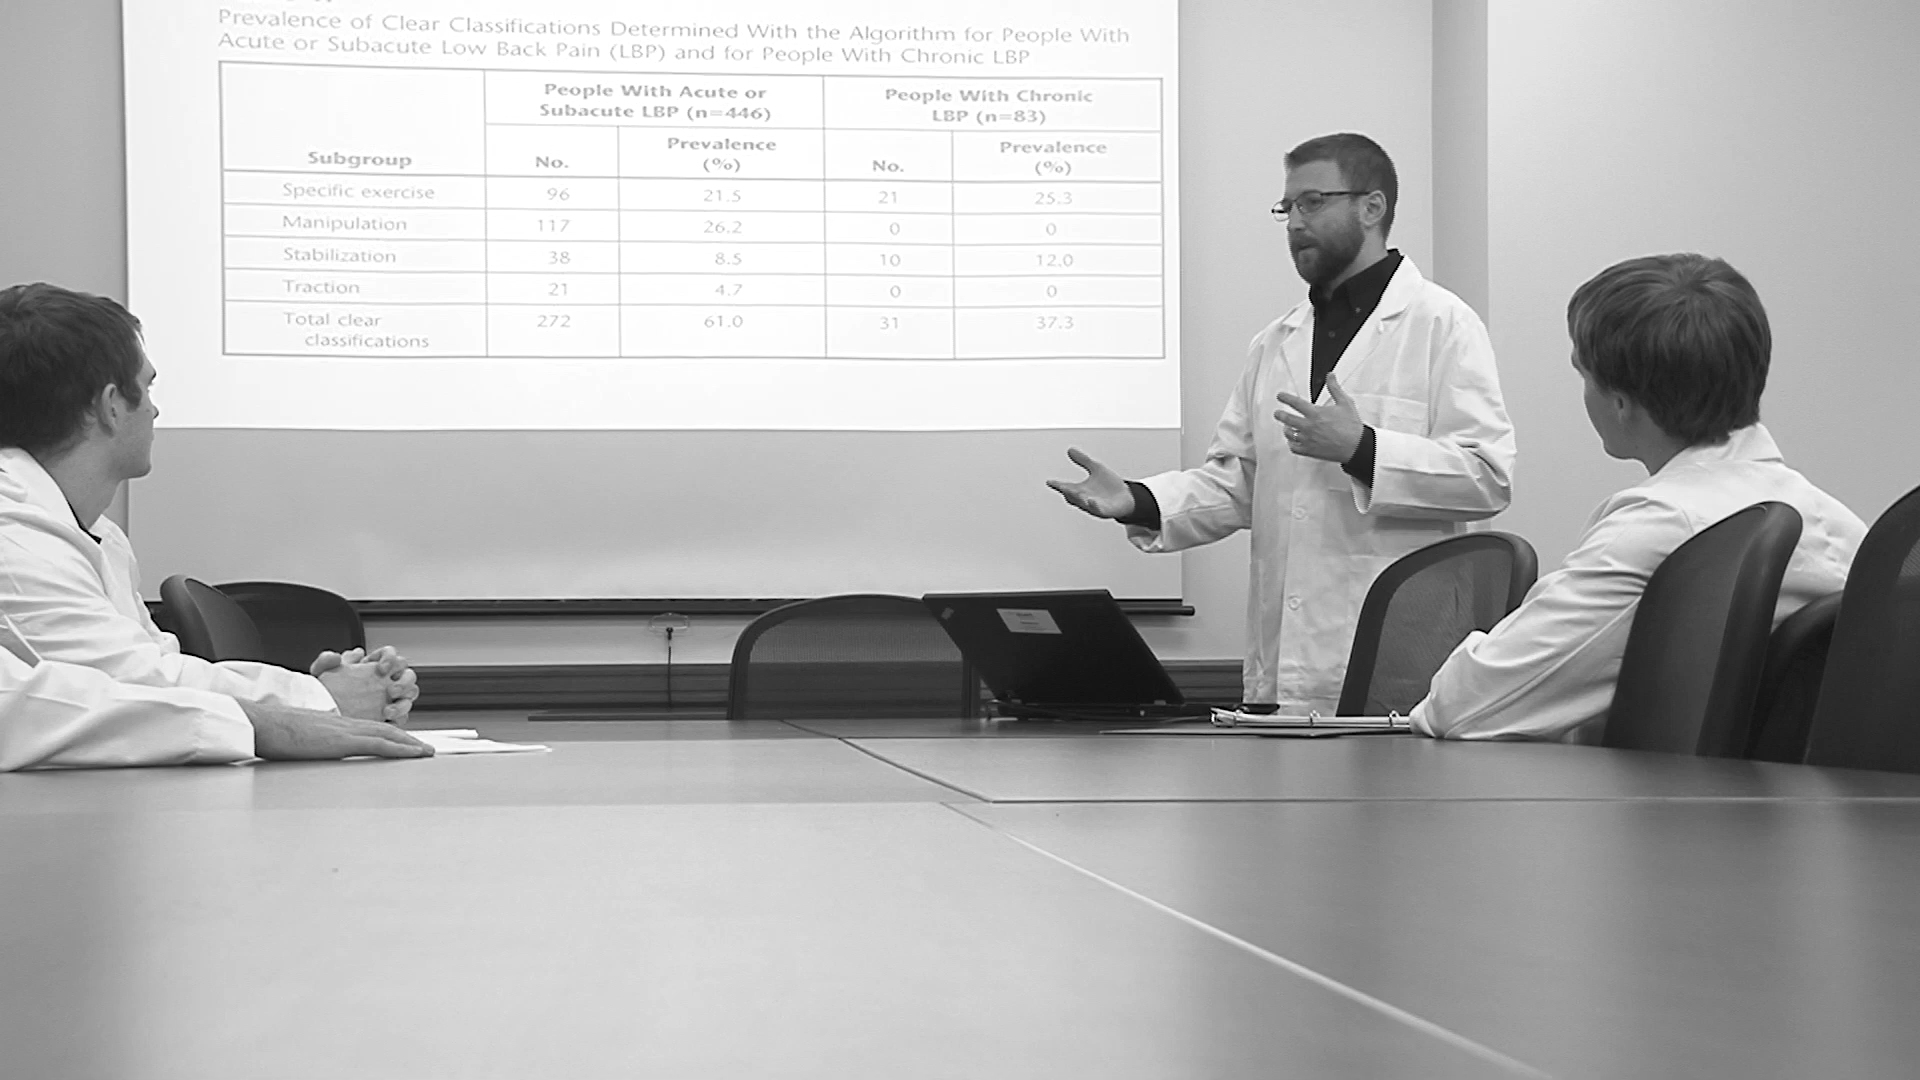 Prevalence of Clear Classifications Determined With the Algorithm for People With
Acute or Subacute Low Back Pain (LBP) and for People With Chronic LBP
People With Acute or
Subacute LBP (n=446)
People With Chronic
LBP (n=83)
Subgroup No. Prevalence (%) No. Prevalence (%)
Specific exercise 96 21.5 21 25.3
Manipulation 117 26.2 0 0
Stabilization 38 8.5 10 12.0
Traction 21 4.7 0 0
Total clear 272 61.0 31 37.3
classifications